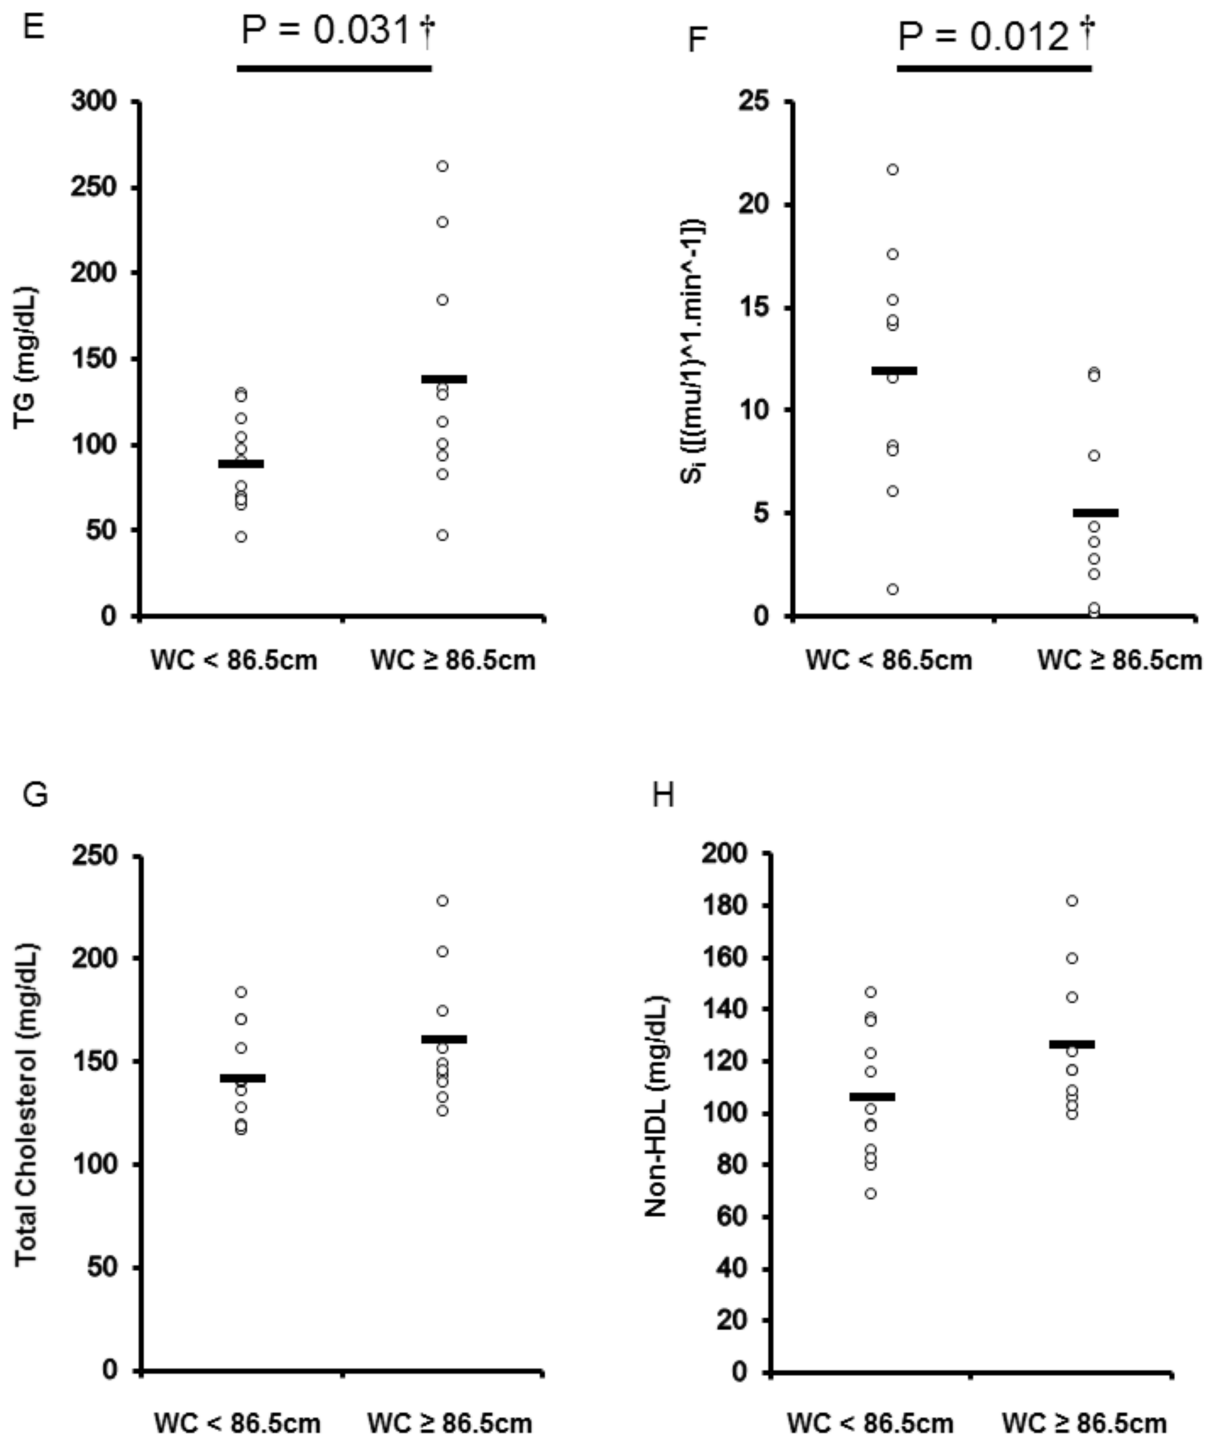 E
P = 0.031 †
TG (mg/dL)
300
250
200
150
100
50
0
WC < 86.5cm
WC ≥ 86.5cm
F
P = 0.012 †
Si ([(mu/1)^1.min^-1])
25
20
15
10
5
0
WC < 86.5cm
WC ≥ 86.5cm
G
Total Cholesterol (mg/dL)
250
200
150
100
50
0
WC < 86.5cm
WC ≥ 86.5cm
H
Non-HDL (mg/dL)
200
180
160
140
120
100
80
60
40
20
0
WC < 86.5cm
WC ≥ 86.5cm